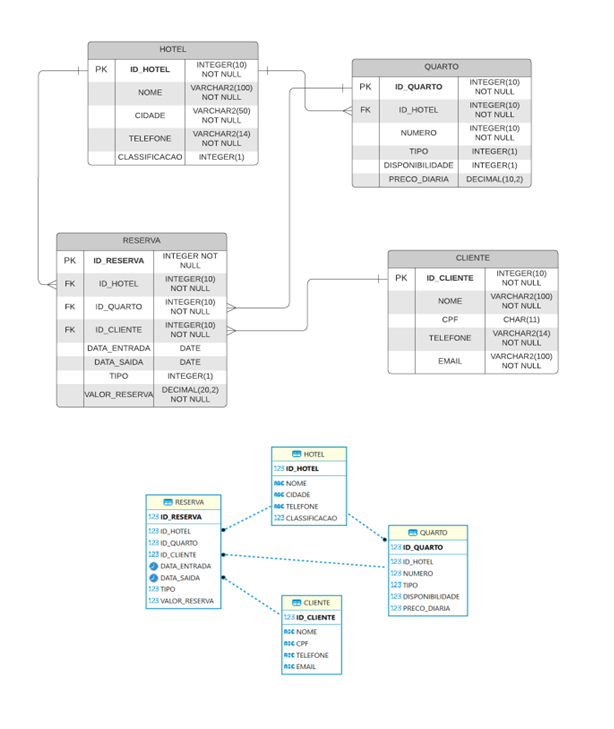 HOTEL
PK ID_HOTEL INTEGER(10) NOT NULL
NOME VARCHAR2(100) NOT NULL
CIDADE VARCHAR2(50) NOT NULL
TELEFONE VARCHAR2(14) NOT NULL
CLASSIFICACAO INTEGER(1)
QUARTO
PK ID_QUARTO INTEGER(10) NOT NULL
FK ID_HOTEL INTEGER(10) NOT NULL
NUMERO INTEGER(10) NOT NULL
TIPO INTEGER(1)
DISPONIBILIDADE INTEGER(1)
PRECO_DIARIA DECIMAL(10,2)
RESERVA
PK ID_RESERVA INTEGER NOT NULL
FK ID_HOTEL INTEGER(10) NOT NULL
FK ID_QUARTO INTEGER(10) NOT NULL
FK ID_CLIENTE INTEGER(10) NOT NULL
DATA_ENTRADA DATE
DATA_SAIDA DATE
TIPO INTEGER(1)
VALOR_RESERVA DECIMAL(20,2) NOT NULL
CLIENTE
PK ID_CLIENTE INTEGER(10) NOT NULL
NOME VARCHAR2(100) NOT NULL
CPF CHAR(11)
TELEFONE VARCHAR2(14) NOT NULL
EMAIL VARCHAR2(100) NOT NULL
HOTEL
123 ID_HOTEL
ABC NOME
ABC CIDADE
ABC TELEFONE
123 CLASSIFICACAO
RESERVA
123 ID_RESERVA
123 ID_HOTEL
123 ID_QUARTO
123 ID_CLIENTE
DATA_ENTRADA
DATA_SAIDA
123 TIPO
123 VALOR_RESERVA
QUARTO
123 ID_QUARTO
123 ID_HOTEL
123 NUMERO
123 TIPO
123 DISPONIBILIDADE
123 PRECO_DIARIA
CLIENTE
123 ID_CLIENTE
ABC NOME
ABC CPF
ABC TELEFONE
ABC EMAIL